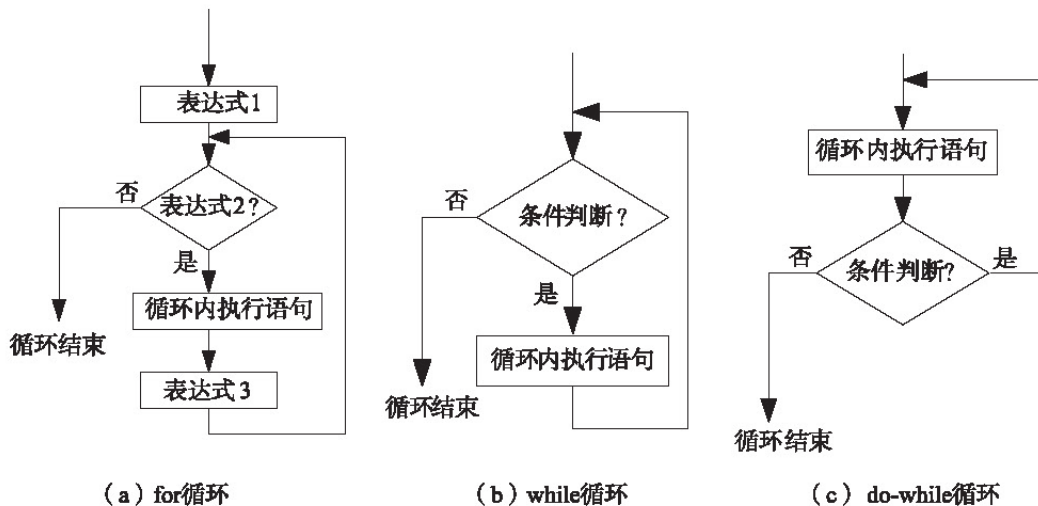 表达式1
表达式2？
否
是
循环内执行语句
循环结束
表达式3
（a）for循环
条件判断？
否
是
循环内执行语句
循环结束
（b）while循环
循环内执行语句
条件判断?
否
是
循环结束
（c）do-while循环